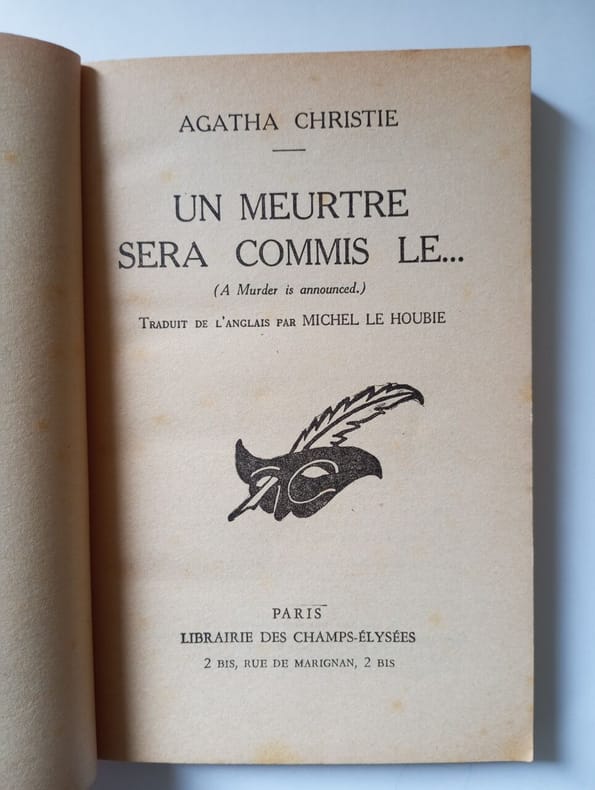 AGATHA CHRISTIE
UN MEURTRE
SERA COMMIS LE...
(A Murder is announced.)
TRADUIT DE L'ANGLAIS PAR MICHEL LE HOUBIE
PARIS
LIBRAIRIE DES CHAMPS-ÉLYSÉES
2 BIS, RUE DE MARIGNAN, 2 BIS